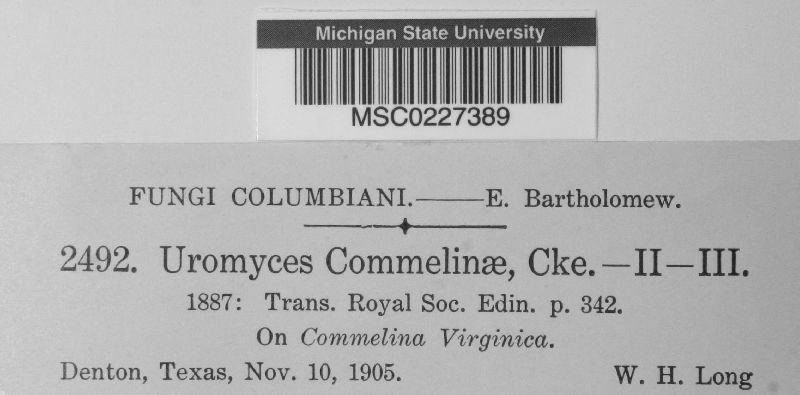 Michigan State University
MSC0227389
FUNGI COLUMBIANI.——E. Bartholomew.
2492. Uromyces Commelinæ, Cke.—II—III.
1887: Trans. Royal Soc. Edin. p. 342.
On Commelina Virginica.
Denton, Texas, Nov. 10, 1905. W. H. Long